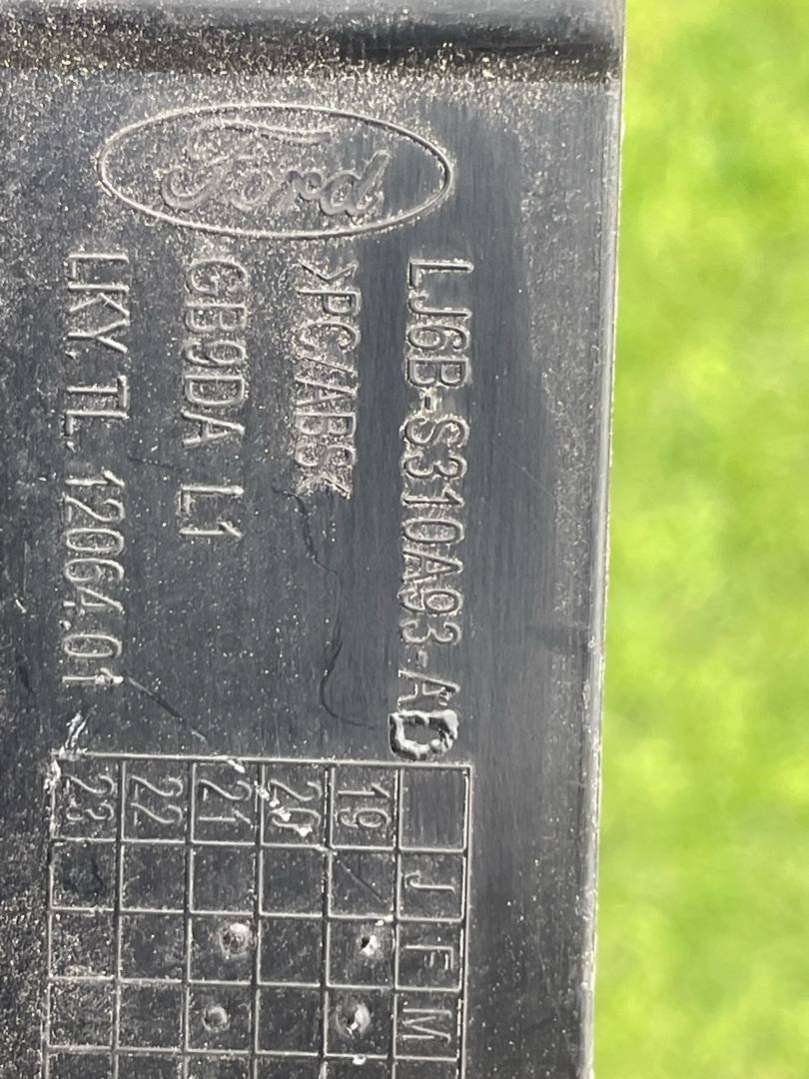 Ford
LJ6B-S310A93-AD
>PC/ABS<
GB9DA L1
LKY. TL. 12064.01
J F M
19
20
21
22
23